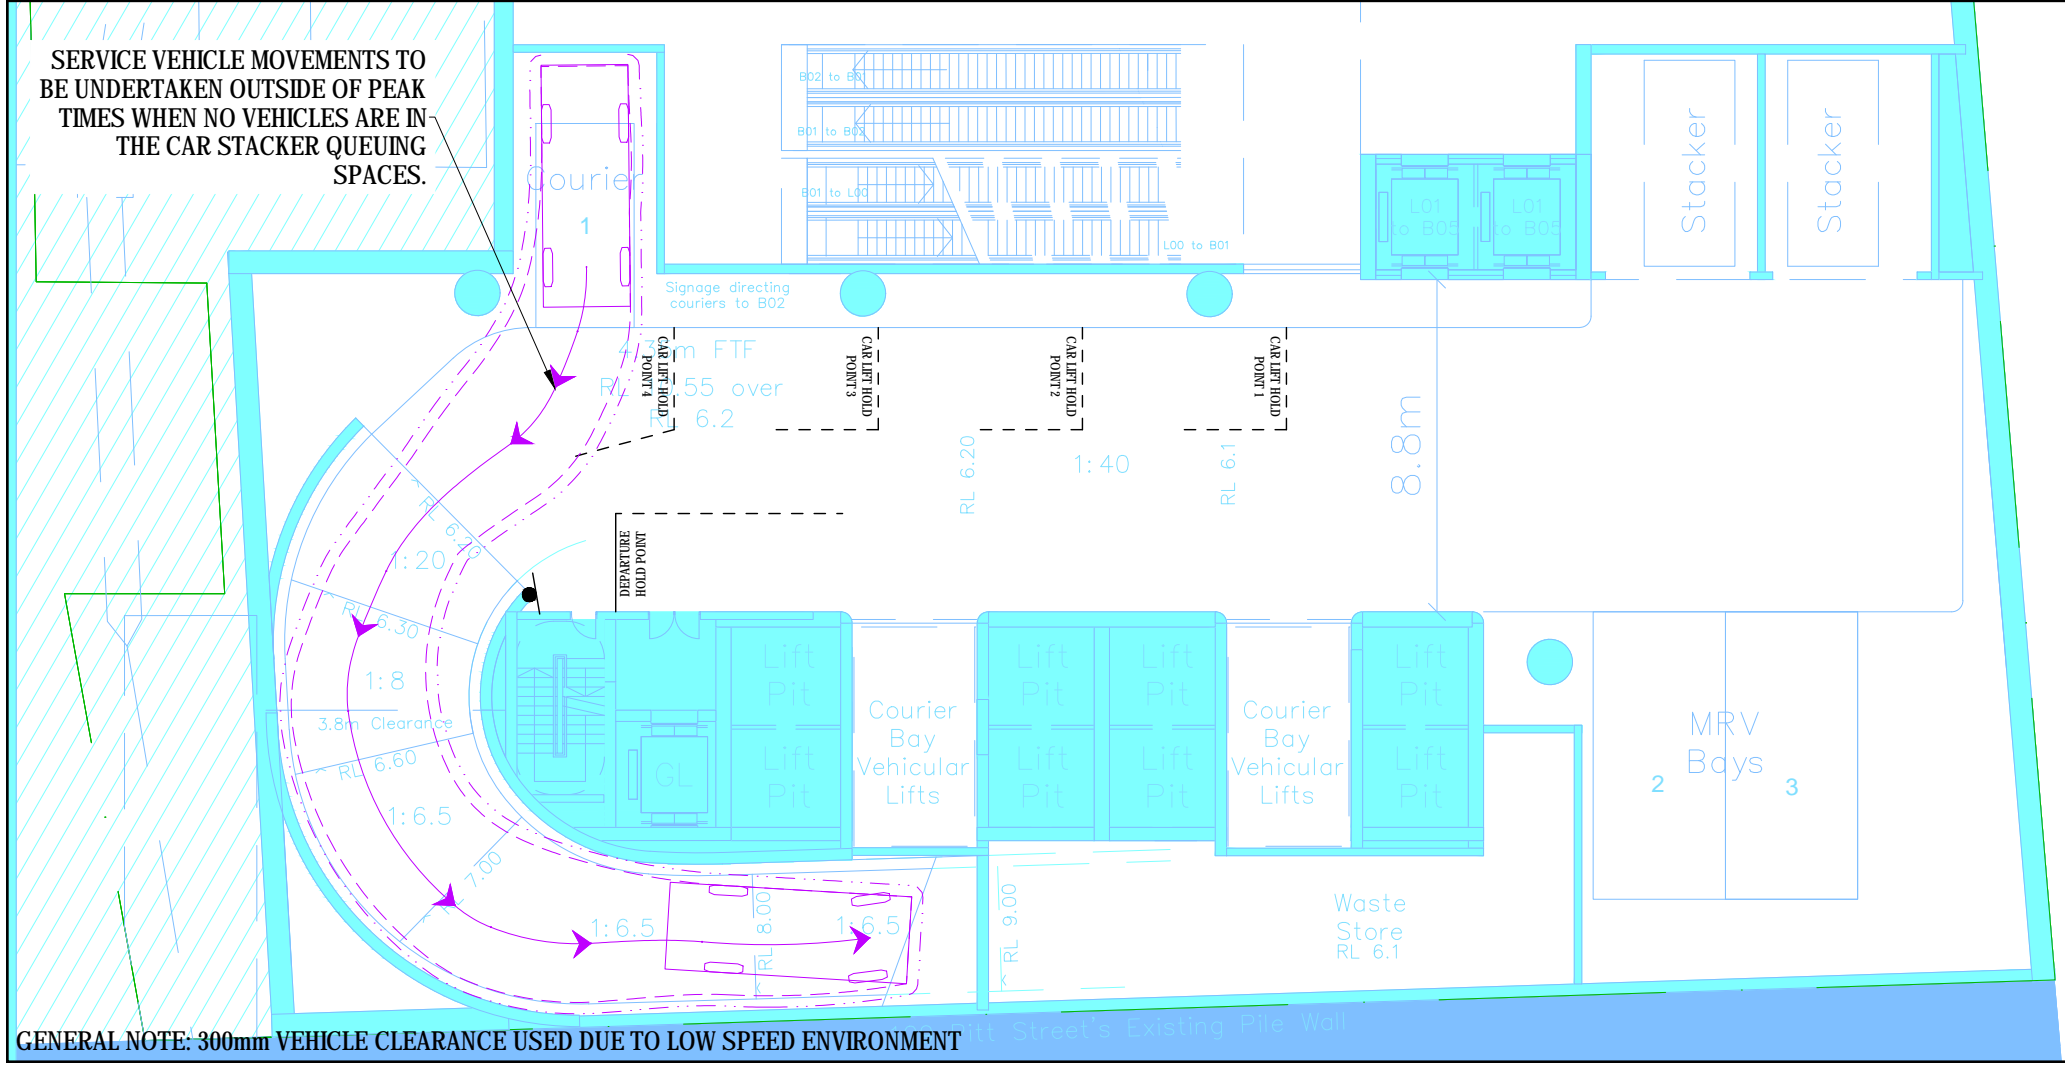 SERVICE VEHICLE MOVEMENTS TO
BE UNDERTAKEN OUTSIDE OF PEAK
TIMES WHEN NO VEHICLES ARE IN
THE CAR STACKER QUEUING
SPACES.
Courier
1
B02 to B01
B01 to B02
B01 to L00
L00 to B01
L01
to B05
L01
to B05
Stacker
Stacker
Signage directing
couriers to B02
FTF
RL
.55 over
RL 6.2
CAR LIFT HOLD
POINT 4
CAR LIFT HOLD
POINT 3
CAR LIFT HOLD
POINT 2
CAR LIFT HOLD
POINT 1
RL 6.20
1:40
RL 6.1
8.8m
DEPARTURE
HOLD POINT
RL 6.20
1:20
RL 6.30
1:8
3.8m Clearance
RL 6.60
1:6.5
7.00
1:6.5
RL 8.00
1:6.5
RL 9.00
GL
Lift
Pit
Lift
Pit
Courier
Bay
Vehicular
Lifts
Lift
Pit
Lift
Pit
Lift
Pit
Lift
Pit
Courier
Bay
Vehicular
Lifts
Lift
Pit
Lift
Pit
MRV
Bays
2
3
Waste
Store
RL 6.1
Pitt Street's Existing Pile Wall
GENERAL NOTE: 300mm VEHICLE CLEARANCE USED DUE TO LOW SPEED ENVIRONMENT